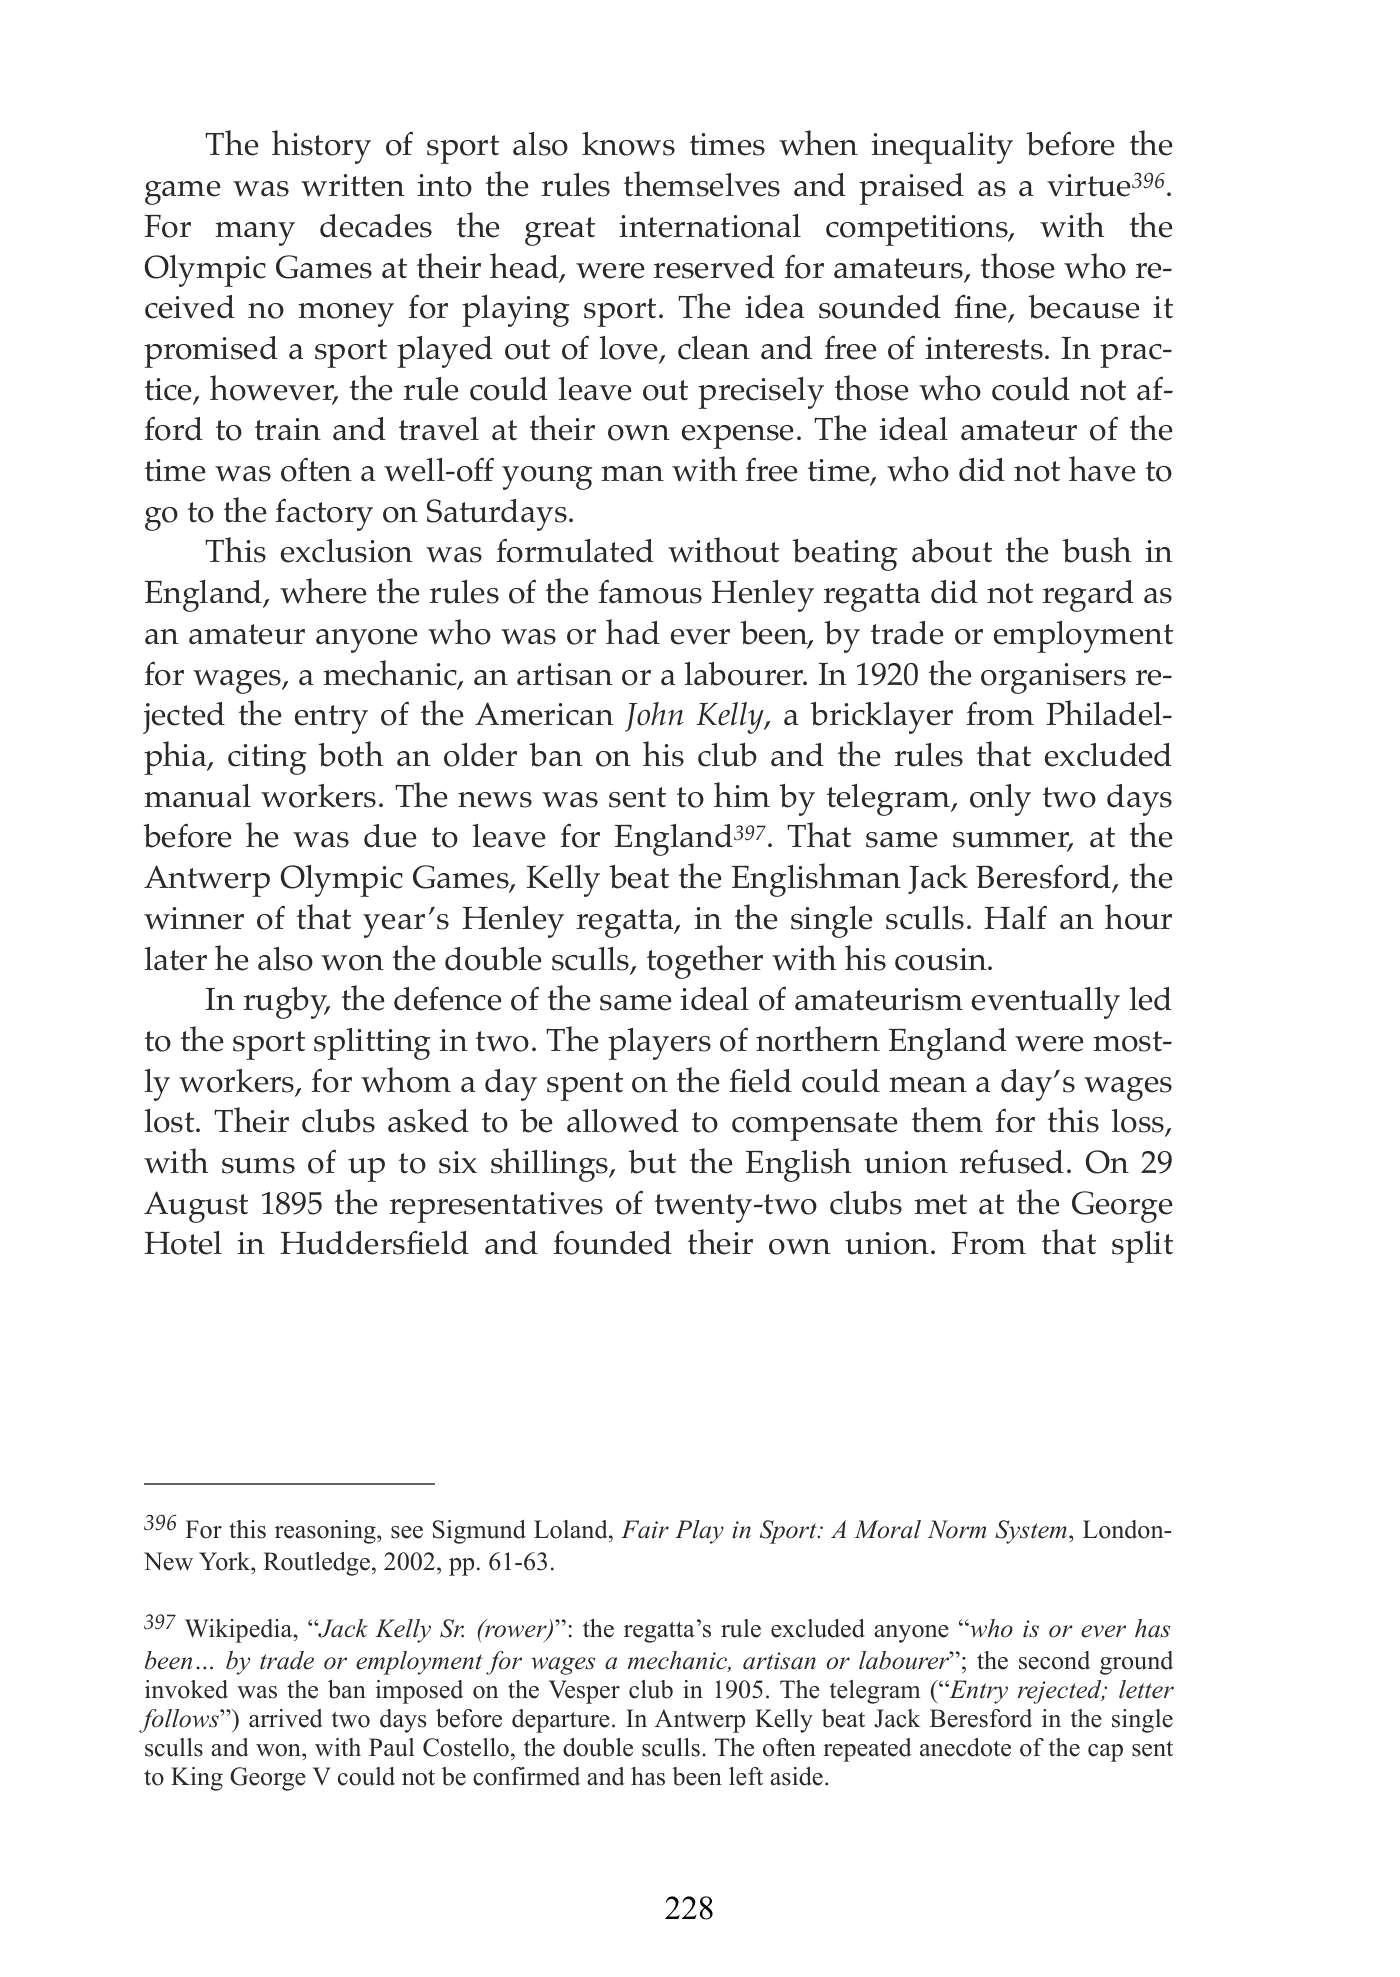 The history of sport also knows times when inequality before the
game was written into the rules themselves and praised as a virtue396.
For many decades the great international competitions, with the
Olympic Games at their head, were reserved for amateurs, those who re-
ceived no money for playing sport. The idea sounded fine, because it
promised a sport played out of love, clean and free of interests. In prac-
tice, however, the rule could leave out precisely those who could not af-
ford to train and travel at their own expense. The ideal amateur of the
time was often a well-off young man with free time, who did not have to
go to the factory on Saturdays.
This exclusion was formulated without beating about the bush in
England, where the rules of the famous Henley regatta did not regard as
an amateur anyone who was or had ever been, by trade or employment
for wages, a mechanic, an artisan or a labourer. In 1920 the organisers re-
jected the entry of the American John Kelly, a bricklayer from Philadel-
phia, citing both an older ban on his club and the rules that excluded
manual workers. The news was sent to him by telegram, only two days
before he was due to leave for England397. That same summer, at the
Antwerp Olympic Games, Kelly beat the Englishman Jack Beresford, the
winner of that year’s Henley regatta, in the single sculls. Half an hour
later he also won the double sculls, together with his cousin.
In rugby, the defence of the same ideal of amateurism eventually led
to the sport splitting in two. The players of northern England were most-
ly workers, for whom a day spent on the field could mean a day’s wages
lost. Their clubs asked to be allowed to compensate them for this loss,
with sums of up to six shillings, but the English union refused. On 29
August 1895 the representatives of twenty-two clubs met at the George
Hotel in Huddersfield and founded their own union. From that split
396 For this reasoning, see Sigmund Loland, Fair Play in Sport: A Moral Norm System, London-
New York, Routledge, 2002, pp. 61-63.
397 Wikipedia, “Jack Kelly Sr. (rower)”: the regatta’s rule excluded anyone “who is or ever has
been… by trade or employment for wages a mechanic, artisan or labourer”; the second ground
invoked was the ban imposed on the Vesper club in 1905. The telegram (“Entry rejected; letter
follows”) arrived two days before departure. In Antwerp Kelly beat Jack Beresford in the single
sculls and won, with Paul Costello, the double sculls. The often repeated anecdote of the cap sent
to King George V could not be confirmed and has been left aside.
228